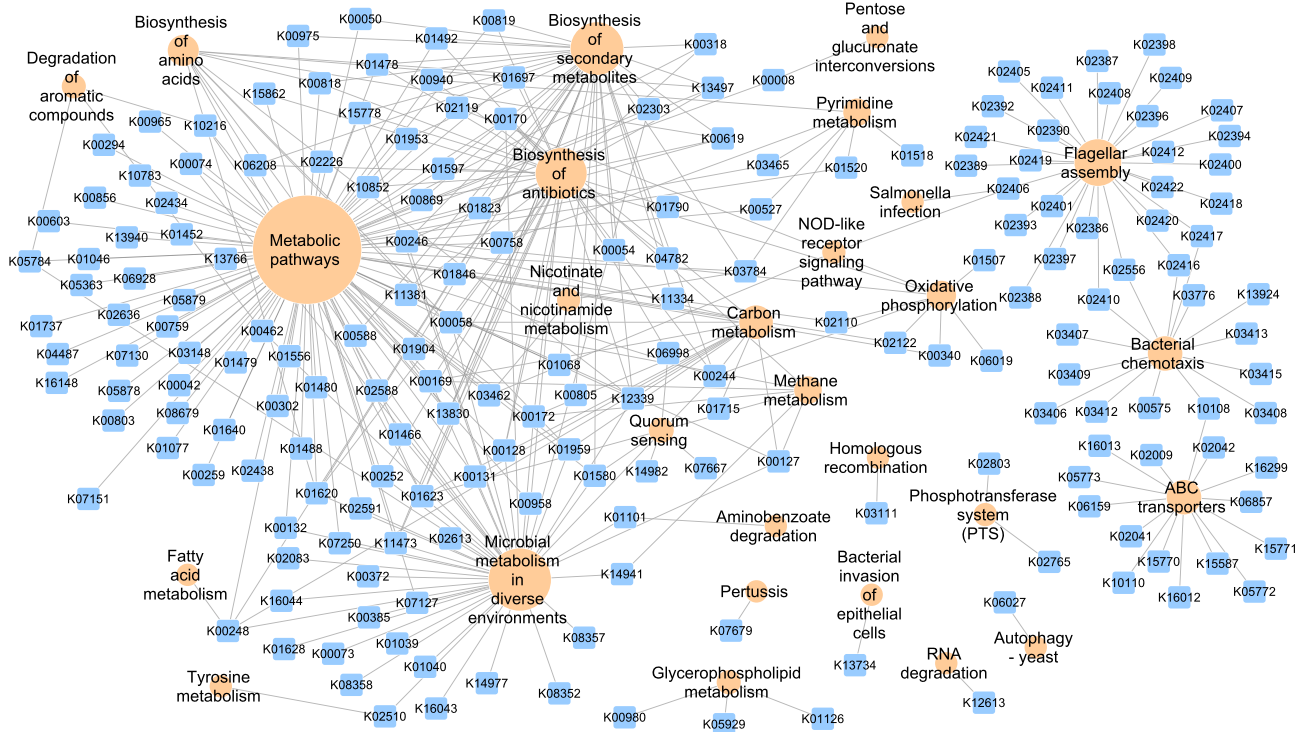 Biosynthesis
of
amino
acids
K00050
K00975
K00819
K01492
Biosynthesis
of
secondary
metabolites
K00318
Pentose
and
glucuronate
interconversions
K00008
K02398
K02387
K02405
K02409
K02411
K02408
Degradation
of
aromatic
compounds
K01478
K00818
K00940
K01697
K13497
K15862
K15778
K02119
K00170
K02303
Pyrimidine
metabolism
K02392
K02396
K02407
K00965
K10216
K01953
K00619
K02421
K02390
K02394
K00294
K00074
K06208
K02226
K01597
Biosynthesis
of
antibiotics
K03465
K01520
K01518
K02389
K02419
Flagellar
assembly
K02412
K02400
K10783
K10852
K00856
K02434
K00869
K01823
K01790
K00527
Salmonella
infection
K02406
K02401
K02422
K02418
K00603
K13940
K01452
Metabolic
pathways
K00246
K00758
K00054
NOD-like
receptor
signaling
pathway
K02393
K02386
K02420
K02417
K05784
K01046
K13766
K04782
K03784
K01507
K02397
K02556
K02416
K05363
K06928
K01846
Nicotinate
and
nicotinamide
metabolism
K11381
K11334
Oxidative
phosphorylation
K02388
K02410
K03776
K13924
K05879
K02636
K01737
K00759
K00462
K00588
K00058
Carbon
metabolism
K02110
K03407
K03413
K04487
K07130
K03148
K01479
K01556
K01904
K06998
K02122
K00340
K06019
Bacterial
chemotaxis
K16148
K05878
K00042
K01480
K02588
K00169
K01068
K00244
K03409
K03415
K00803
K08679
K00302
K13830
K03462
K00805
K12339
K01715
Methane
metabolism
K03406
K03412
K00575
K10108
K03408
K01077
K01640
K01488
K01466
K00172
Quorum
sensing
K00259
K02438
K00128
K01959
K14982
K07667
K00127
Homologous
recombination
K16013
K02009
K02042
K07151
K00252
K00131
K01580
K02803
K05773
K16299
K01620
K01623
K02591
K00958
K03111
Phosphotransferase
system
(PTS)
K06159
ABC
transporters
K06857
K00132
K01101
Aminobenzoate
degradation
K07250
K11473
K02613
Microbial
metabolism
in
diverse
environments
K02041
K15771
Fatty
acid
metabolism
K02083
K00372
K14941
Bacterial
invasion
of
epithelial
cells
K02765
K15770
K15587
K10110
K16012
K05772
K16044
K07127
Pertussis
K06027
K00248
K00385
K07679
K01628
K00073
K01039
K08357
K13734
RNA
degradation
Autophagy
- yeast
Tyrosine
metabolism
K08358
K01040
K14977
K08352
Glycerophospholipid
metabolism
K02510
K16043
K00980
K05929
K01126
K12613